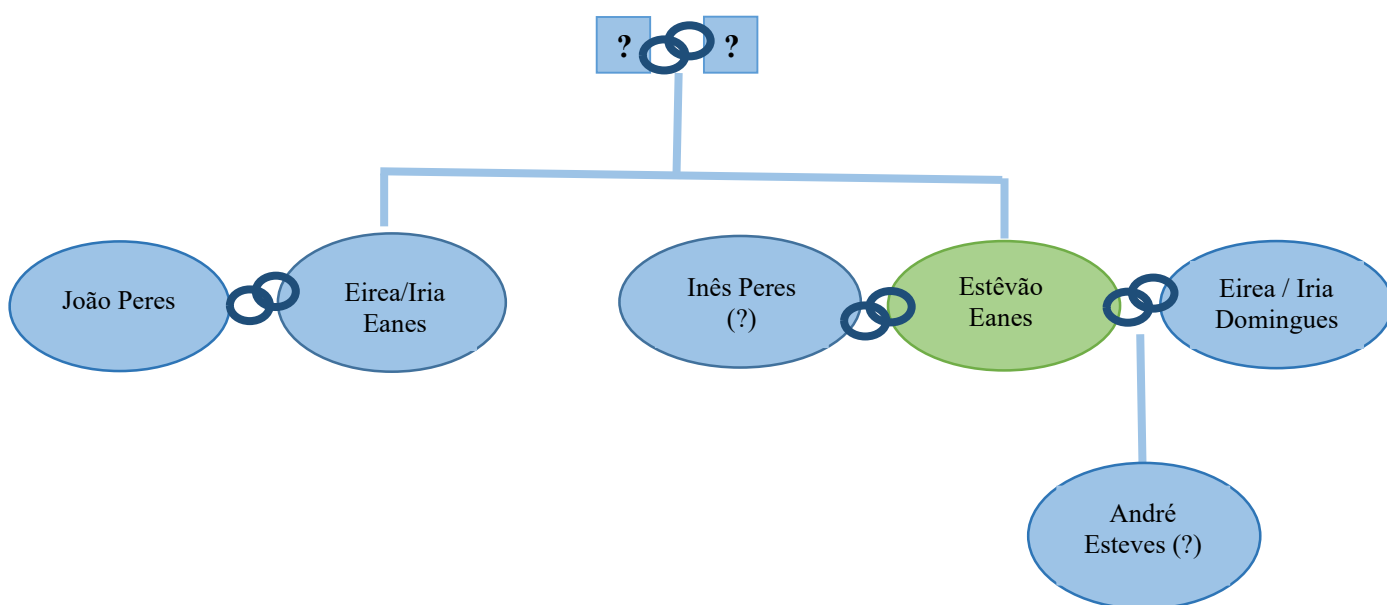 ?
?
João Peres
Eirea/Iria
Eanes
Inês Peres
(?)
Estêvão
Eanes
Eirea / Iria
Domingues
André
Esteves (?)